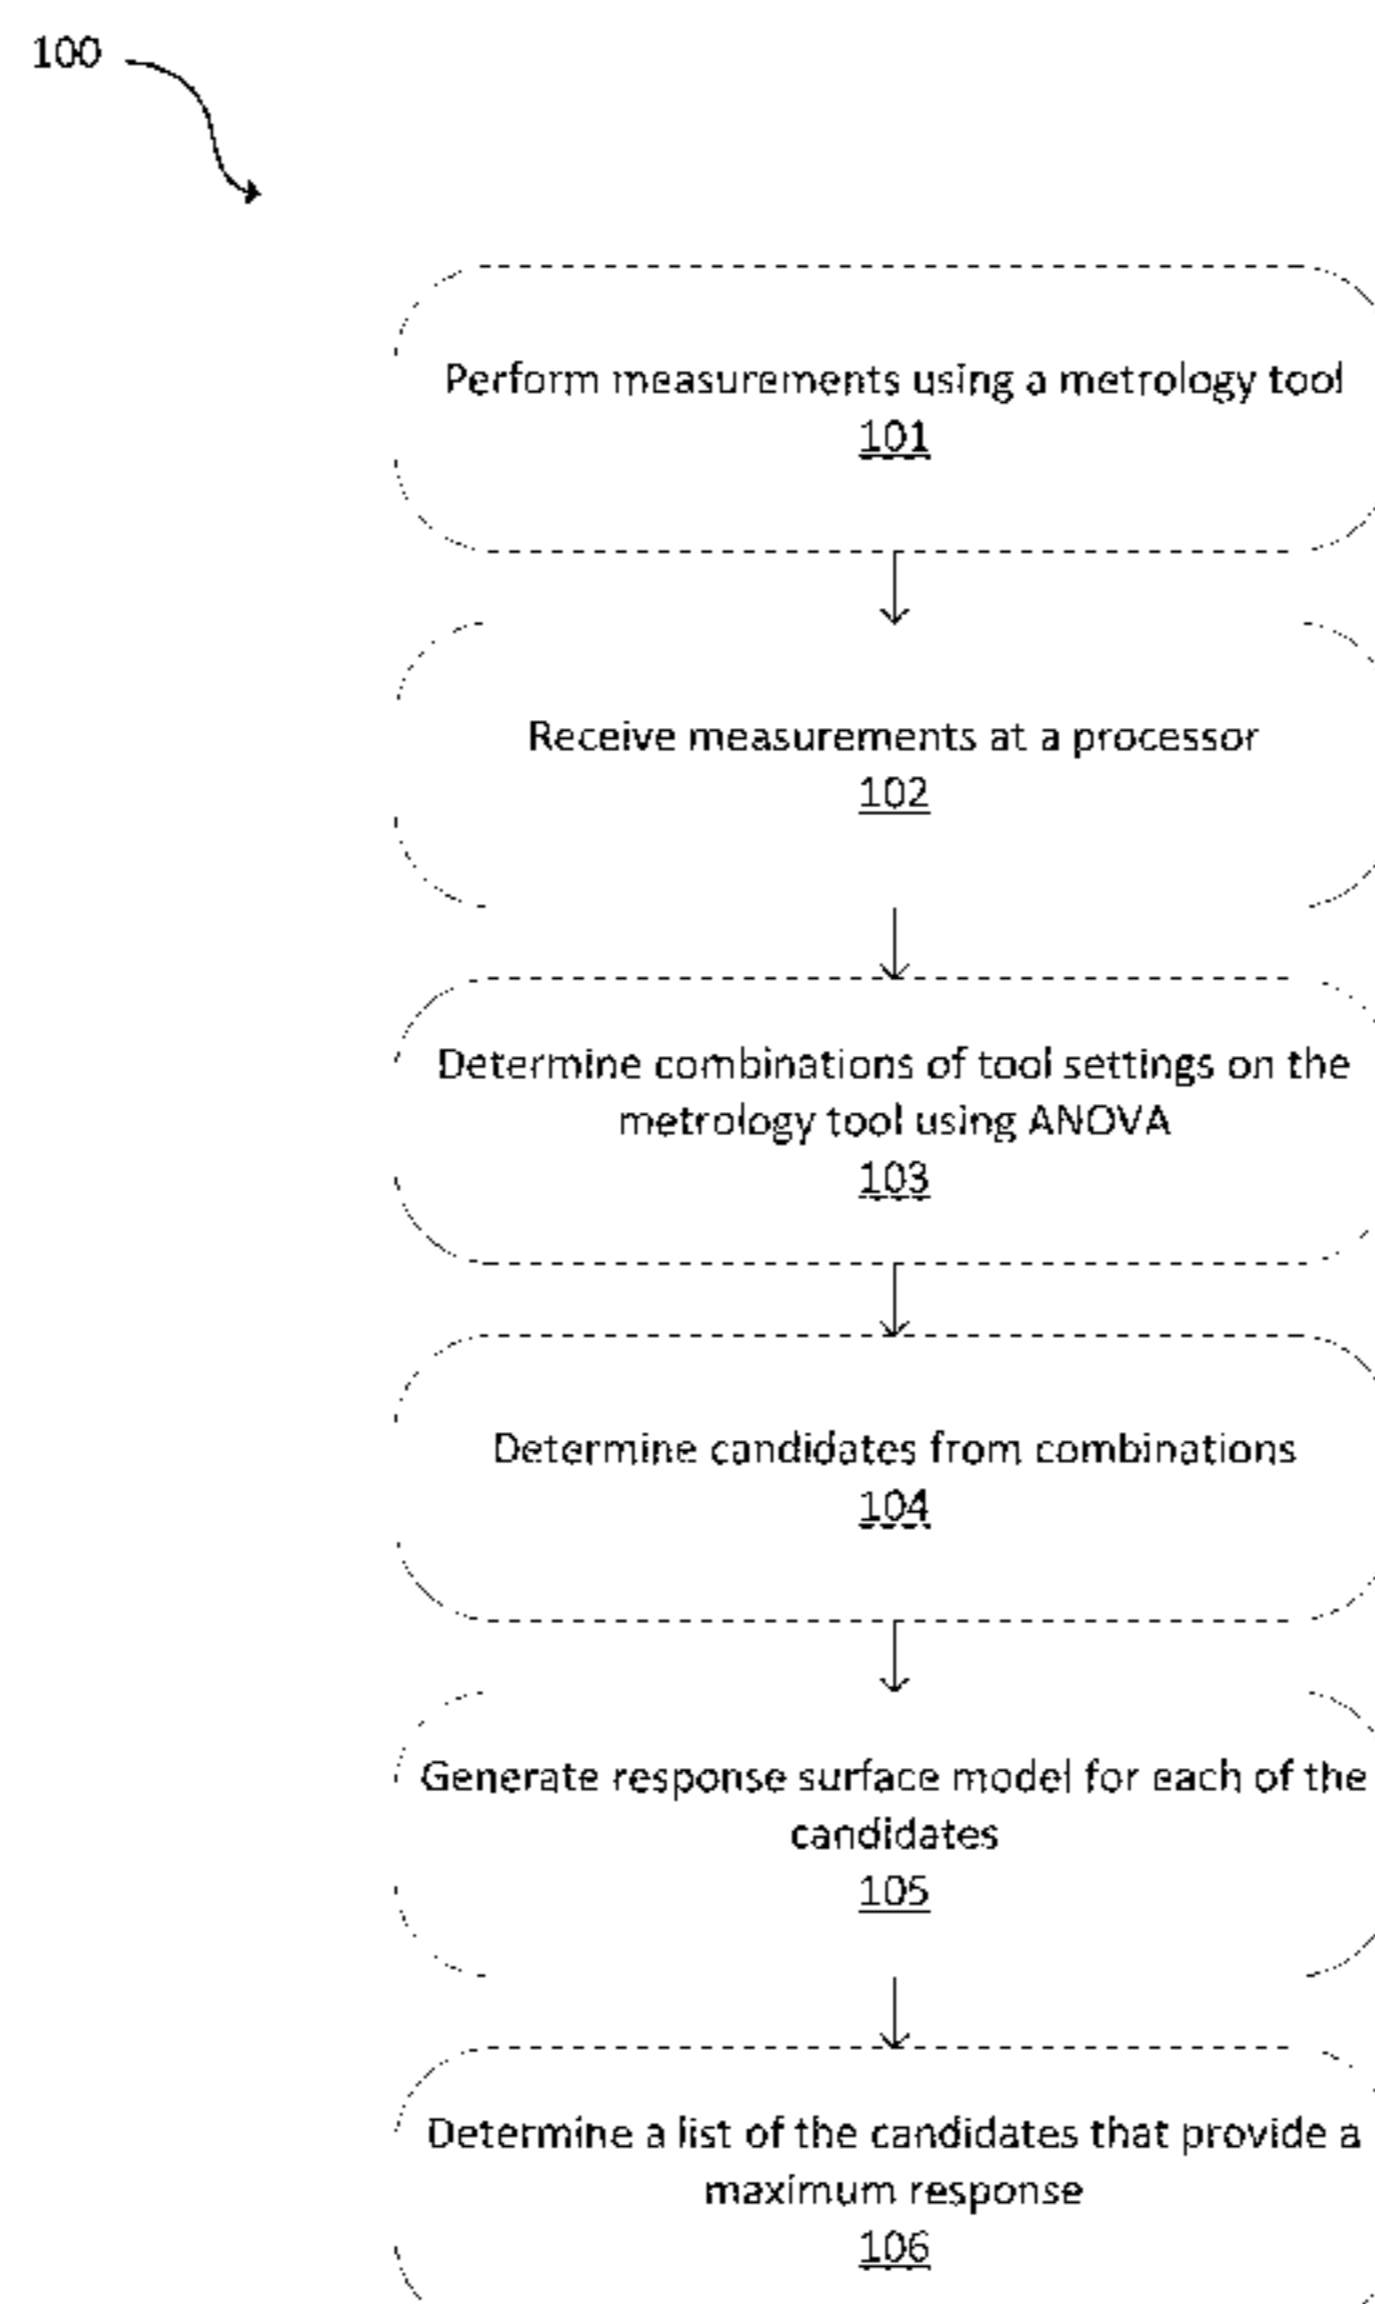 100
Perform measurements using a metrology tool
101
Receive measurements at a processor
102
Determine combinations of tool settings on the
metrology tool using ANOVA
103
Determine candidates from combinations
104
Generate response surface model for each of the
candidates
105
Determine a list of the candidates that provide a
maximum response
106